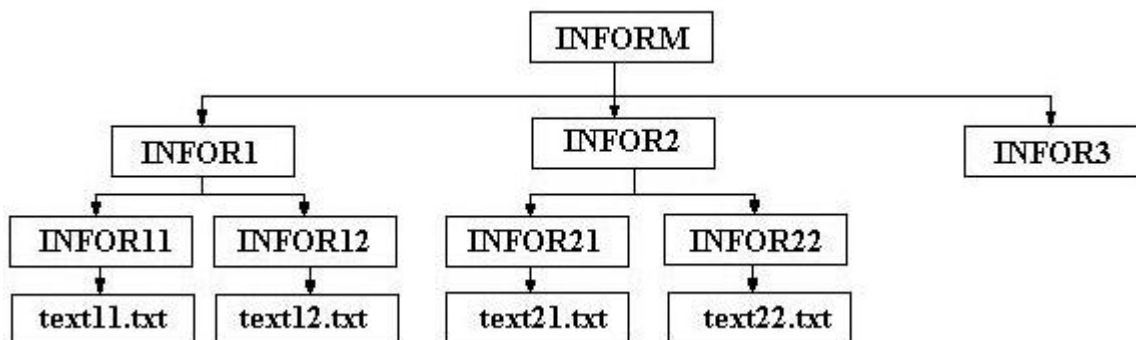 INFORM
INFOR1 INFOR2 INFOR3
INFOR11 INFOR12 INFOR21 INFOR22
text11.txt text12.txt text21.txt text22.txt